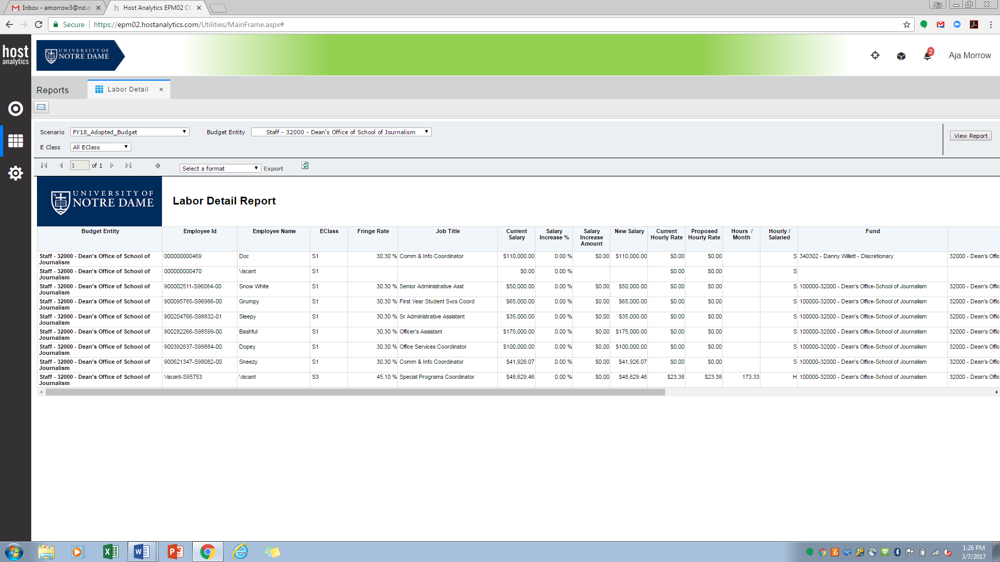 Inbox - amorrow3@nd.e
Host Analytics EPM02 CC
Aja
Secure https://epm02.hostanalytics.com/Utilities/MainFrame.aspx#
host analytics
UNIVERSITY OF NOTRE DAME
2
Aja Morrow
Reports
Labor Detail ×
Scenario FY18_Adopted_Budget Budget Entity Staff - 32000 - Dean's Office of School of Journalism
View Report
E Class All EClass
1 of 1 Select a format Export
UNIVERSITY OF NOTRE DAME
Labor Detail Report
Budget Entity Employee Id Employee Name EClass Fringe Rate Job Title Current Salary Salary Increase % Salary Increase Amount New Salary Current Hourly Rate Proposed Hourly Rate Hours / Month Hourly / Salaried Fund
Staff - 32000 - Dean's Office of School of Journalism 000000000469 Doc S1 30.30 % Comm & Info Coordinator $110,000.00 0.00 % $0.00 $110,000.00 $0.00 $0.00 S 340302 - Danny Willett - Discretionary 32000 - Dean's Offic
Staff - 32000 - Dean's Office of School of Journalism 000000000470 Vacant S1 $0.00 0.00 % $0.00 $0.00 S
Staff - 32000 - Dean's Office of School of Journalism 900002511-S96084-00 Snow White S1 30.30 % Senior Administrative Asst $50,000.00 0.00 % $0.00 $50,000.00 $0.00 $0.00 S 100000-32000 - Dean's Office-School of Journalism 32000 - Dean's Offic
Staff - 32000 - Dean's Office of School of Journalism 900095785-S96986-00 Grumpy S1 30.30 % First Year Student Svcs Coord $65,000.00 0.00 % $0.00 $65,000.00 $0.00 $0.00 S 100000-32000 - Dean's Office-School of Journalism 32000 - Dean's Offic
Staff - 32000 - Dean's Office of School of Journalism 900204766-S98832-01 Sleepy S1 30.30 % Sr Administrative Assistant $35,000.00 0.00 % $0.00 $35,000.00 $0.00 $0.00 S 100000-32000 - Dean's Office-School of Journalism 32000 - Dean's Offic
Staff - 32000 - Dean's Office of School of Journalism 900282266-S98599-00 Bashful S1 30.30 % Officer's Assistant $175,000.00 0.00 % $0.00 $175,000.00 $0.00 $0.00 S 100000-32000 - Dean's Office-School of Journalism 32000 - Dean's Offic
Staff - 32000 - Dean's Office of School of Journalism 900392637-S99884-00 Dopey S1 30.30 % Office Services Coordinator $100,000.00 0.00 % $0.00 $100,000.00 $0.00 $0.00 S 100000-32000 - Dean's Office-School of Journalism 32000 - Dean's Offic
Staff - 32000 - Dean's Office of School of Journalism 900621347-S98082-00 Sneezy S1 30.30 % Comm & Info Coordinator $41,926.07 0.00 % $0.00 $41,926.07 $0.00 $0.00 S 100000-32000 - Dean's Office-School of Journalism 32000 - Dean's Offic
Staff - 32000 - Dean's Office of School of Journalism Vacant-S95753 Vacant S3 45.10 % Special Programs Coordinator $48,629.46 0.00 % $0.00 $48,629.46 $23.38 $23.38 173.33 H 100000-32000 - Dean's Office-School of Journalism 32000 - Dean's Offic
1:26 PM
3/7/2017